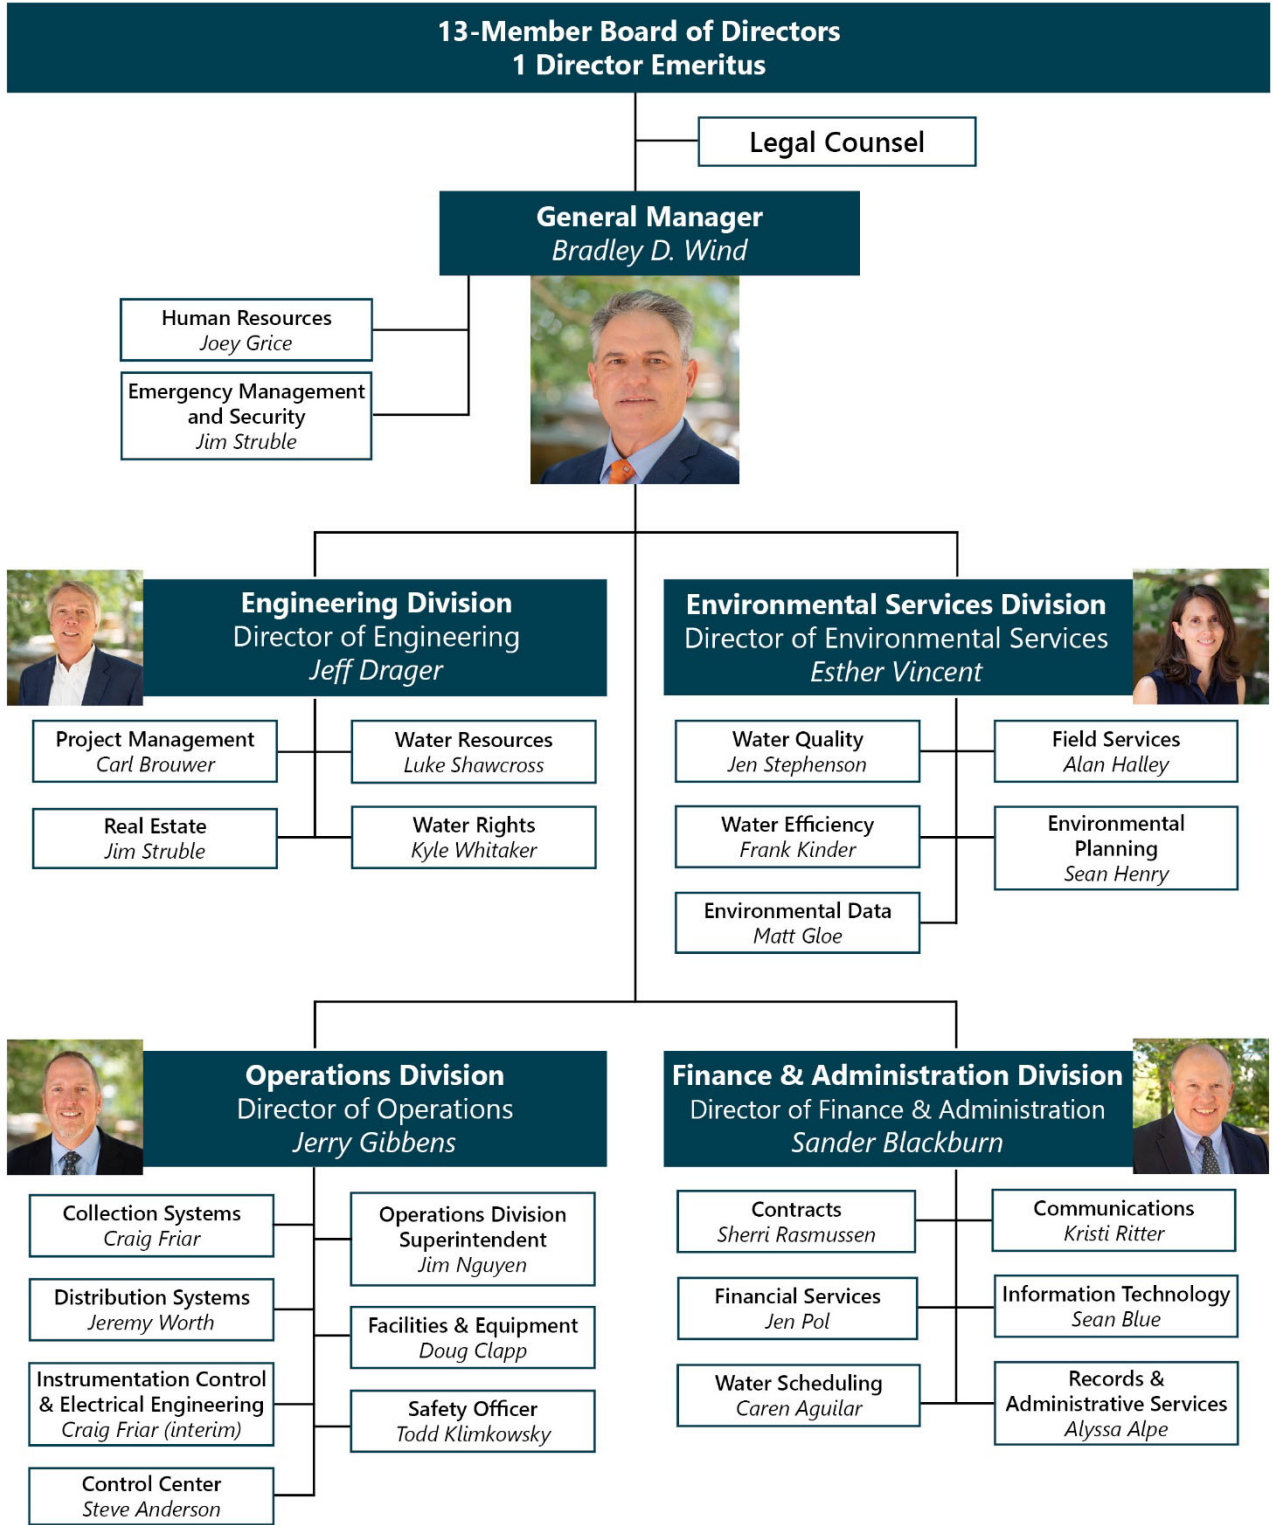 13-Member Board of Directors
1 Director Emeritus
Legal Counsel
General Manager
Bradley D. Wind
Human Resources
Joey Grice
Emergency Management
and Security
Jim Struble
Engineering Division
Director of Engineering
Jeff Drager
Project Management
Carl Brouwer
Water Resources
Luke Shawcross
Real Estate
Jim Struble
Water Rights
Kyle Whitaker
Environmental Services Division
Director of Environmental Services
Esther Vincent
Water Quality
Jen Stephenson
Field Services
Alan Halley
Water Efficiency
Frank Kinder
Environmental
Planning
Sean Henry
Environmental Data
Matt Gloe
Operations Division
Director of Operations
Jerry Gibbens
Collection Systems
Craig Friar
Operations Division
Superintendent
Jim Nguyen
Distribution Systems
Jeremy Worth
Facilities & Equipment
Doug Clapp
Instrumentation Control
& Electrical Engineering
Craig Friar (interim)
Safety Officer
Todd Klimkowsky
Control Center
Steve Anderson
Finance & Administration Division
Director of Finance & Administration
Sander Blackburn
Contracts
Sherri Rasmussen
Communications
Kristi Ritter
Financial Services
Jen Pol
Information Technology
Sean Blue
Water Scheduling
Caren Aguilar
Records &
Administrative Services
Alyssa Alpe